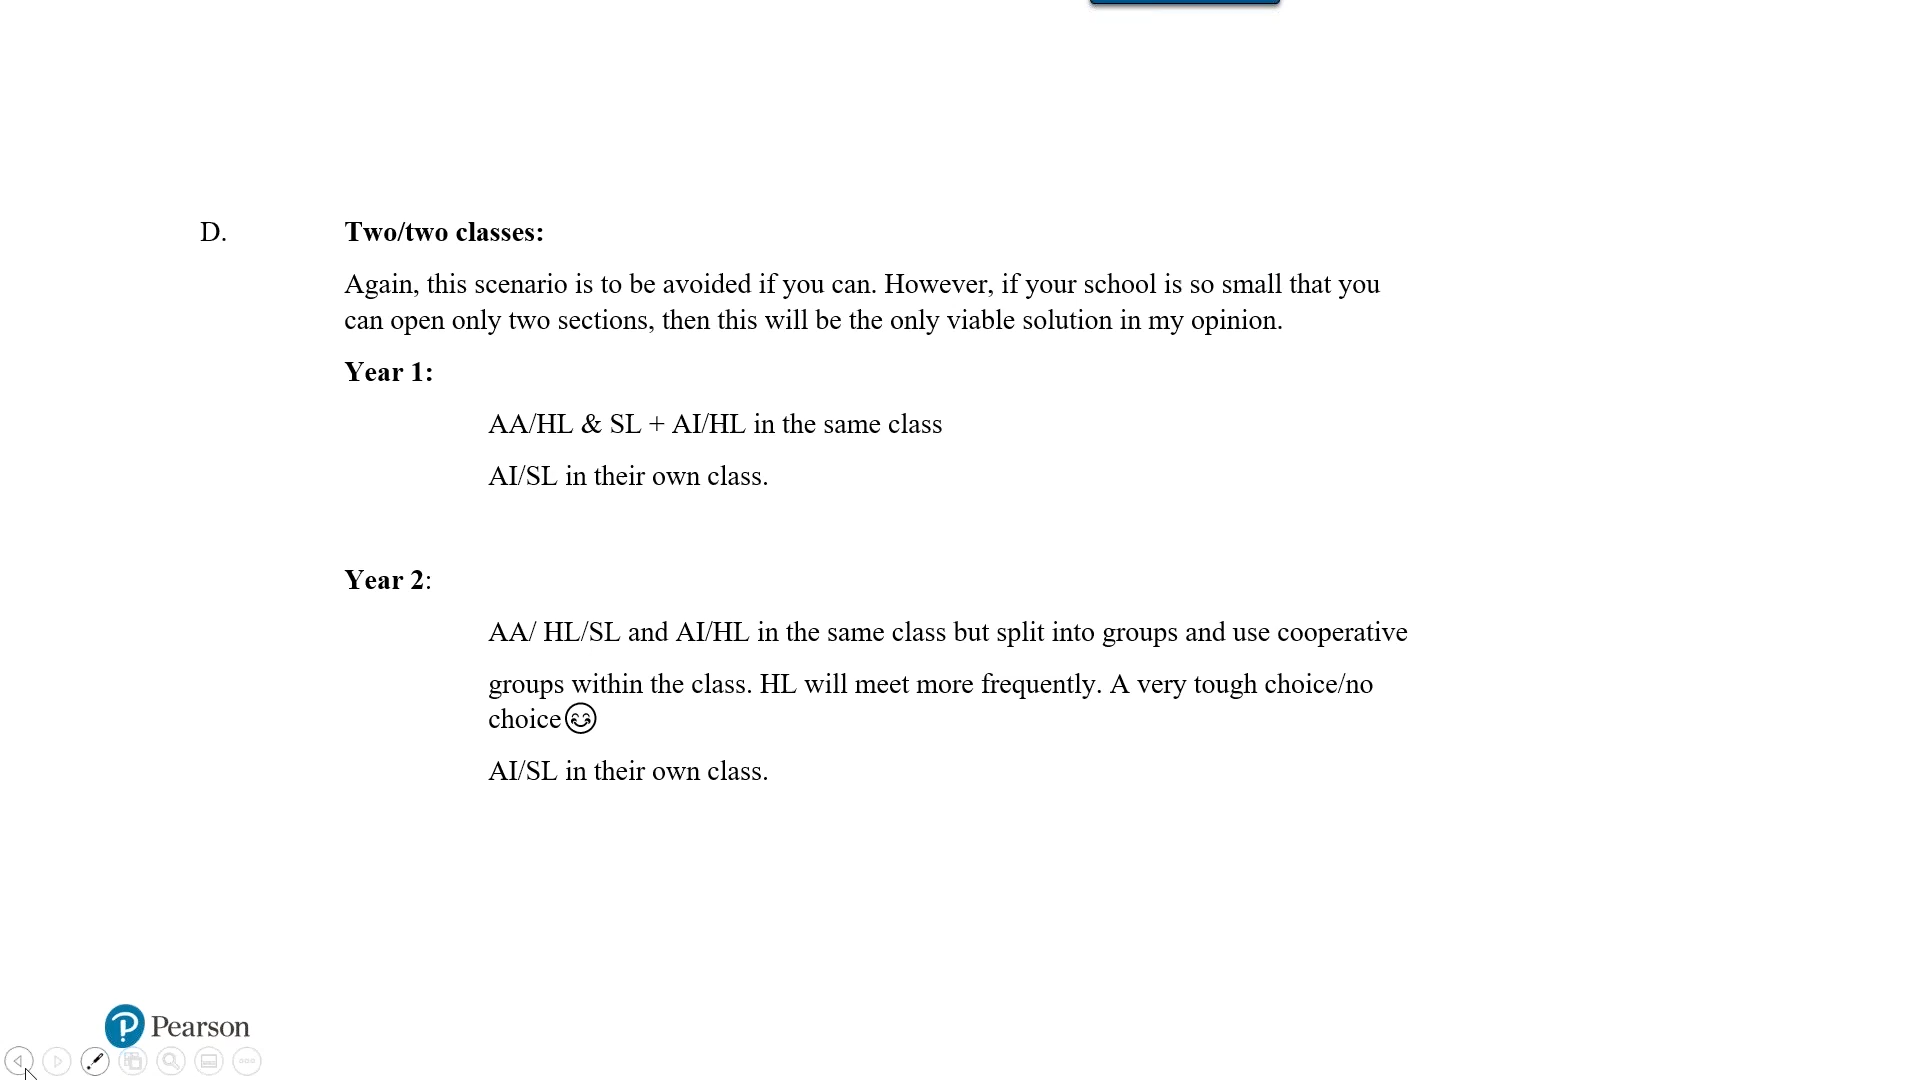 D. Two/two classes:
Again, this scenario is to be avoided if you can. However, if your school is so small that you
can open only two sections, then this will be the only viable solution in my opinion.
Year 1:
AA/HL & SL + AI/HL in the same class
AI/SL in their own class.
Year 2:
AA/ HL/SL and AI/HL in the same class but split into groups and use cooperative
groups within the class. HL will meet more frequently. A very tough choice/no
choice😊
AI/SL in their own class.
Pearson